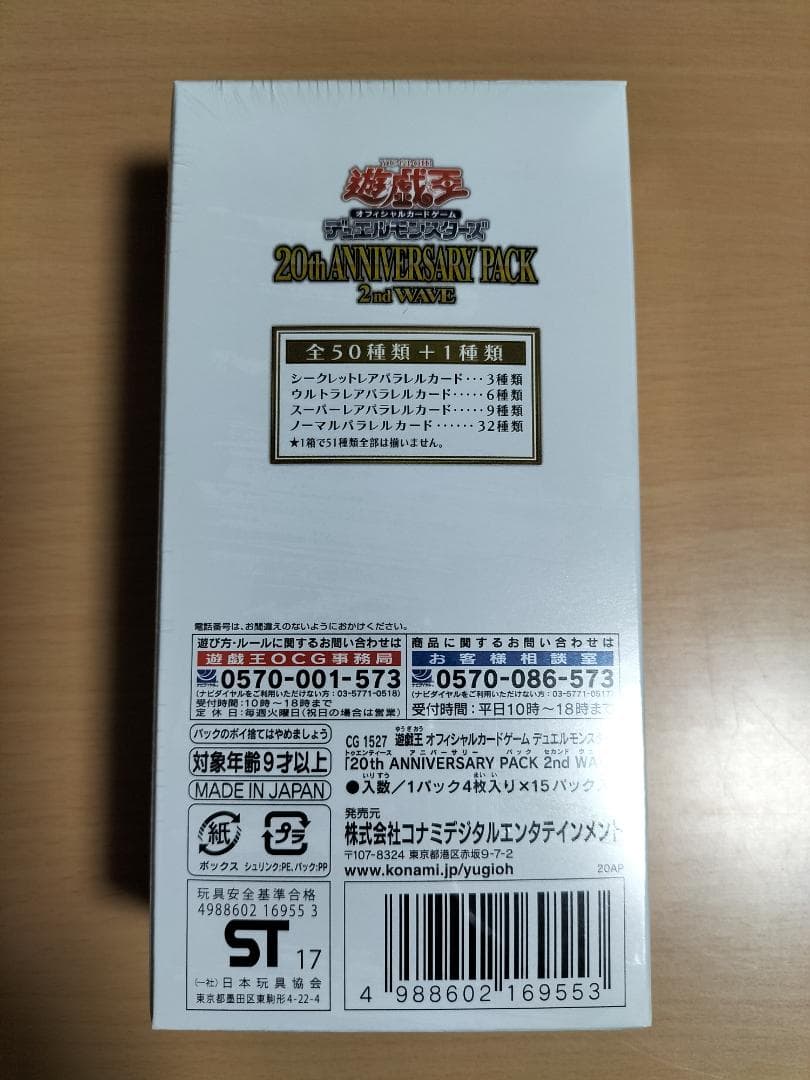 遊戯王
オフィシャルカードゲーム
デュエルモンスターズ
20th ANNIVERSARY PACK
2nd WAVE
全50種類+1種類
シークレットレアパラレルカード・・・3種類
ウルトラレアパラレルカード・・・・・6種類
スーパーレアパラレルカード・・・・・9種類
ノーマルパラレルカード・・・・・・32種類
★1箱で51種類全部は揃いません。
電話番号は、お間違えのないようにおかけください。
遊び方・ルールに関するお問い合わせは
遊戯王OCG事務局
0570-001-573
(ナビダイヤルをご利用いただけない方:03-5771-0518)
受付時間:10時～18時まで
定休日:毎週火曜日(祝日の場合は営業)
商品に関するお問い合わせは
お客様相談室
0570-086-573
(ナビダイヤルをご利用いただけない方:03-5771-0517)
受付時間:平日10時～18時まで
パックのポイ捨てはやめましょう
対象年齢9才以上
MADE IN JAPAN
紙
ボックス
プラ
シュリンク:PE、パック:PP
CG 1527 遊戯王 オフィシャルカードゲーム デュエルモンス
「20th ANNIVERSARY PACK 2nd WA
●入数/1パック4枚入り×15パック
発売元
株式会社コナミデジタルエンタテインメント
〒107-8324 東京都港区赤坂9-7-2
www.konami.jp/yugioh
20AP
玩具安全基準合格
4988602 16955 3
ST 17
(一社)日本玩具協会
東京都墨田区東駒形4-22-4
4 988602 169553